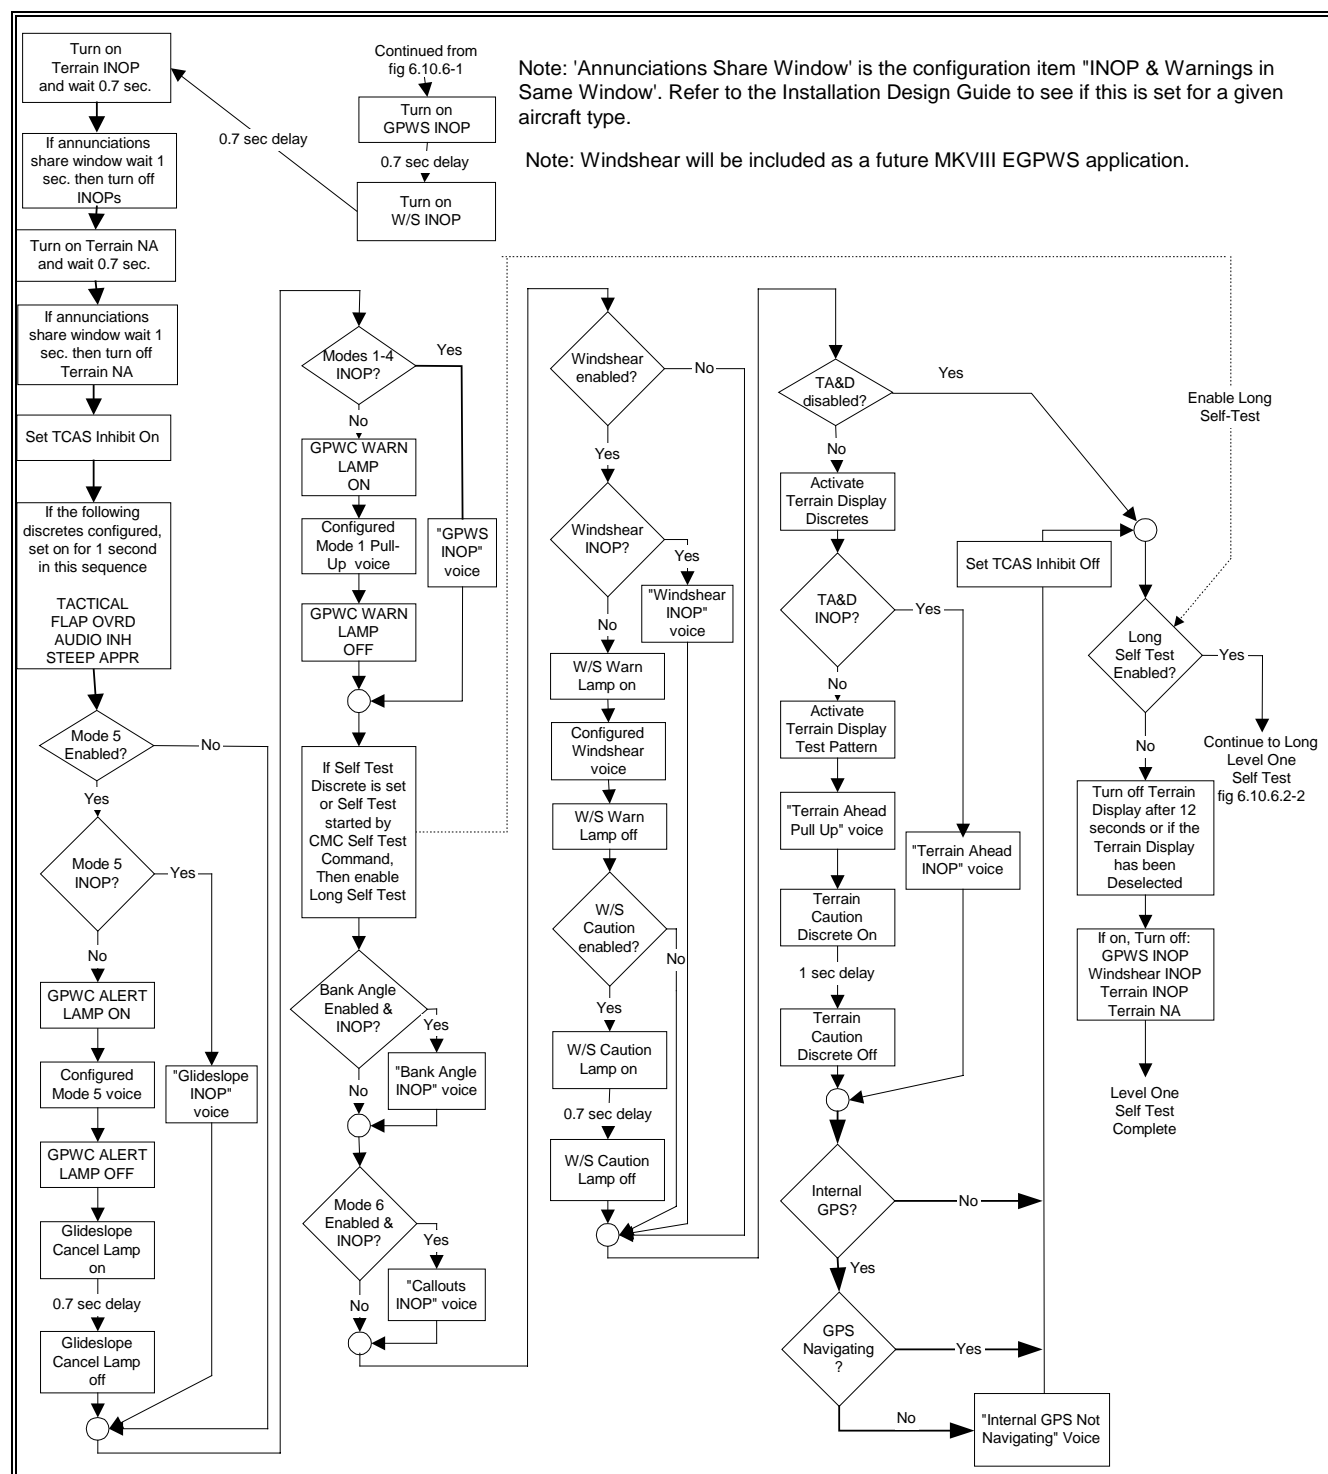 Continued from
fig 6.10.6-1
Turn on
GPWS INOP
0.7 sec delay
Turn on
W/S INOP
0.7 sec delay
Note: 'Annunciations Share Window' is the configuration item "INOP & Warnings in
Same Window'. Refer to the Installation Design Guide to see if this is set for a given
aircraft type.
Note: Windshear will be included as a future MKVIII EGPWS application.
Turn on
Terrain INOP
and wait 0.7 sec.
If annunciations
share window wait 1
sec. then turn off
INOPs
Turn on Terrain NA
and wait 0.7 sec.
If annunciations
share window wait 1
sec. then turn off
Terrain NA
Set TCAS Inhibit On
If the following
discretes configured,
set on for 1 second
in this sequence
TACTICAL
FLAP OVRD
AUDIO INH
STEEP APPR
Mode 5
Enabled?
No
Yes
Mode 5
INOP?
Yes
No
GPWC ALERT
LAMP ON
Configured
Mode 5 voice
"Glideslope
INOP"
voice
GPWC ALERT
LAMP OFF
Glideslope
Cancel Lamp
on
0.7 sec delay
Glideslope
Cancel Lamp
off
Modes 1-4
INOP?
Yes
No
GPWC WARN
LAMP
ON
Configured
Mode 1 Pull-
Up voice
"GPWS
INOP"
voice
GPWC WARN
LAMP
OFF
If Self Test
Discrete is set
or Self Test
started by
CMC Self Test
Command,
Then enable
Long Self Test
Bank Angle
Enabled &
INOP?
Yes
"Bank Angle
INOP" voice
No
Mode 6
Enabled &
INOP?
Yes
"Callouts
INOP" voice
No
Windshear
enabled?
No
Yes
Windshear
INOP?
Yes
"Windshear
INOP"
voice
No
W/S Warn
Lamp on
Configured
Windshear
voice
W/S Warn
Lamp off
W/S
Caution
enabled?
No
Yes
W/S Caution
Lamp on
0.7 sec delay
W/S Caution
Lamp off
TA&D
disabled?
Yes
No
Activate
Terrain Display
Discretes
TA&D
INOP?
Yes
No
Activate
Terrain Display
Test Pattern
"Terrain Ahead
Pull Up" voice
"Terrain Ahead
INOP" voice
Terrain
Caution
Discrete On
1 sec delay
Terrain
Caution
Discrete Off
Internal
GPS?
No
Yes
GPS
Navigating
?
Yes
No
"Internal GPS Not
Navigating" Voice
Set TCAS Inhibit Off
Enable Long
Self-Test
Long
Self Test
Enabled?
Yes
Continue to Long
Level One
Self Test
fig 6.10.6.2-2
No
Turn off Terrain
Display after 12
seconds or if the
Terrain Display
has been
Deselected
If on, Turn off:
GPWS INOP
Windshear INOP
Terrain INOP
Terrain NA
Level One
Self Test
Complete